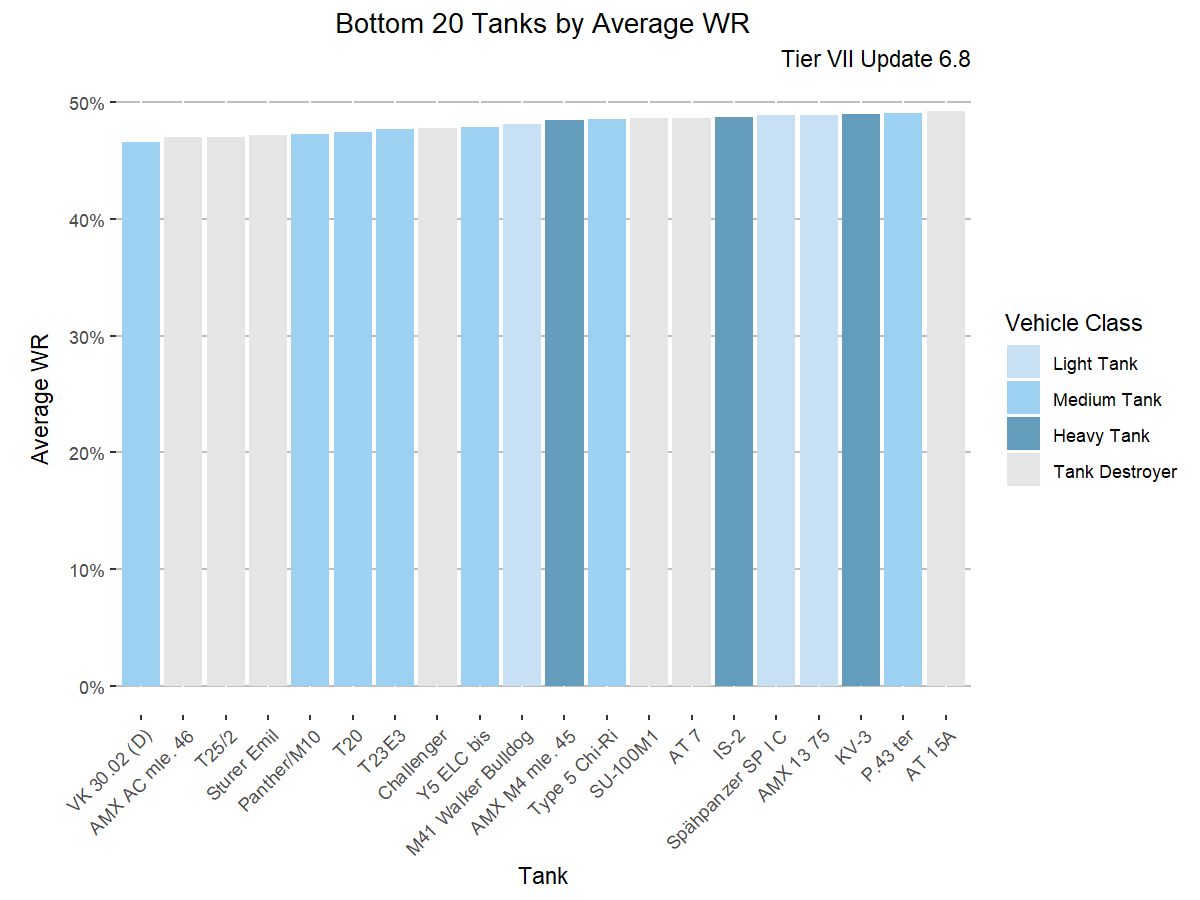 Bottom 20 Tanks by Average WR
Tier VII Update 6.8
50%
40%
30%
20%
10%
0%
Average WR
VK 30.02 (D)
AMX AC mle. 46
T25/2
Sturer Emil
Panther/M10
T20
T23E3
Challenger
Y5 ELC bis
M41 Walker Bulldog
AMX M4 mle. 45
Type 5 Chi-Ri
SU-100M1
AT 7
IS-2
Spähpanzer SP I C
AMX 13 75
KV-3
P.43 ter
AT 15A
Tank
Vehicle Class
Light Tank
Medium Tank
Heavy Tank
Tank Destroyer